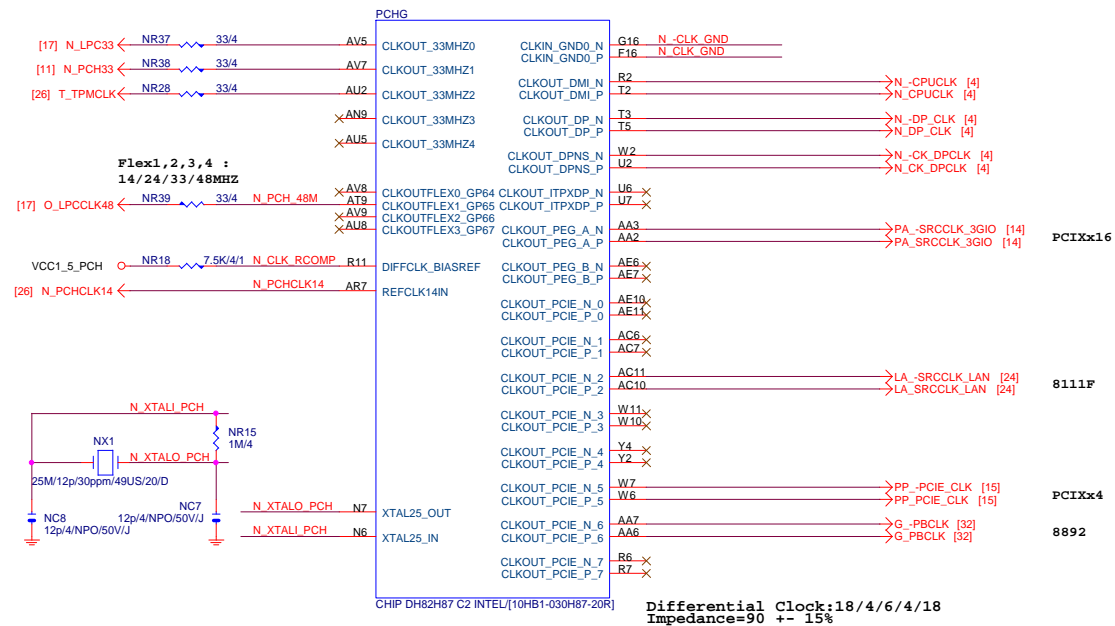 PCHG
[17] N_LPC33 NR37 33/4 AV5 CLKOUT_33MHZ0
[11] N_PCH33 NR38 33/4 AV7 CLKOUT_33MHZ1
[26] T_TPMCLK NR28 33/4 AU2 CLKOUT_33MHZ2
AN9 CLKOUT_33MHZ3
AU5 CLKOUT_33MHZ4
Flex1,2,3,4 :
14/24/33/48MHZ
AV8 CLKOUTFLEX0_GP64
[17] O_LPCCLK48 NR39 33/4 N_PCH_48M AT9 CLKOUTFLEX1_GP65
AV9 CLKOUTFLEX2_GP66
AU8 CLKOUTFLEX3_GP67
VCC1_5_PCH NR18 7.5K/4/1 N_CLK_RCOMP R11 DIFFCLK_BIASREF
[26] N_PCHCLK14 N_PCHCLK14 AR7 REFCLK14IN
N_XTALI_PCH
NR15
1M/4
NX1
N_XTALO_PCH
25M/12p/30ppm/49US/20/D
NC8
12p/4/NPO/50V/J
NC7
12p/4/NPO/50V/J
N_XTALO_PCH N7 XTAL25_OUT
N_XTALI_PCH N6 XTAL25_IN
CLKIN_GND0_N G16 N_-CLK_GND
CLKIN_GND0_P F16 N_CLK_GND
CLKOUT_DMI_N R2 N_-CPUCLK [4]
CLKOUT_DMI_P T2 N_CPUCLK [4]
CLKOUT_DP_N T3 N_-DP_CLK [4]
CLKOUT_DP_P T5 N_DP_CLK [4]
CLKOUT_DPNS_N W2 N_-CK_DPCLK [4]
CLKOUT_DPNS_P U2 N_CK_DPCLK [4]
CLKOUT_ITPXDP_N U6
CLKOUT_ITPXDP_P U7
CLKOUT_PEG_A_N AA3 PA_-SRCCLK_3GIO [14]
CLKOUT_PEG_A_P AA2 PA_SRCCLK_3GIO [14]
PCIXx16
CLKOUT_PEG_B_N AE6
CLKOUT_PEG_B_P AE7
CLKOUT_PCIE_N_0 AE10
CLKOUT_PCIE_P_0 AE11
CLKOUT_PCIE_N_1 AC6
CLKOUT_PCIE_P_1 AC7
CLKOUT_PCIE_N_2 AC11 LA_-SRCCLK_LAN [24]
CLKOUT_PCIE_P_2 AC10 LA_SRCCLK_LAN [24]
8111F
CLKOUT_PCIE_N_3 W11
CLKOUT_PCIE_P_3 W10
CLKOUT_PCIE_N_4 Y4
CLKOUT_PCIE_P_4 Y2
CLKOUT_PCIE_N_5 W7 PP_-PCIE_CLK [15]
CLKOUT_PCIE_P_5 W6 PP_PCIE_CLK [15]
PCIXx4
CLKOUT_PCIE_N_6 AA7 G_-PBCLK [32]
CLKOUT_PCIE_P_6 AA6 G_PBCLK [32]
8892
CLKOUT_PCIE_N_7 R6
CLKOUT_PCIE_P_7 R7
CHIP DH82H87 C2 INTEL/[10HB1-030H87-20R]
Differential Clock:18/4/6/4/18
Impedance=90 +- 15%